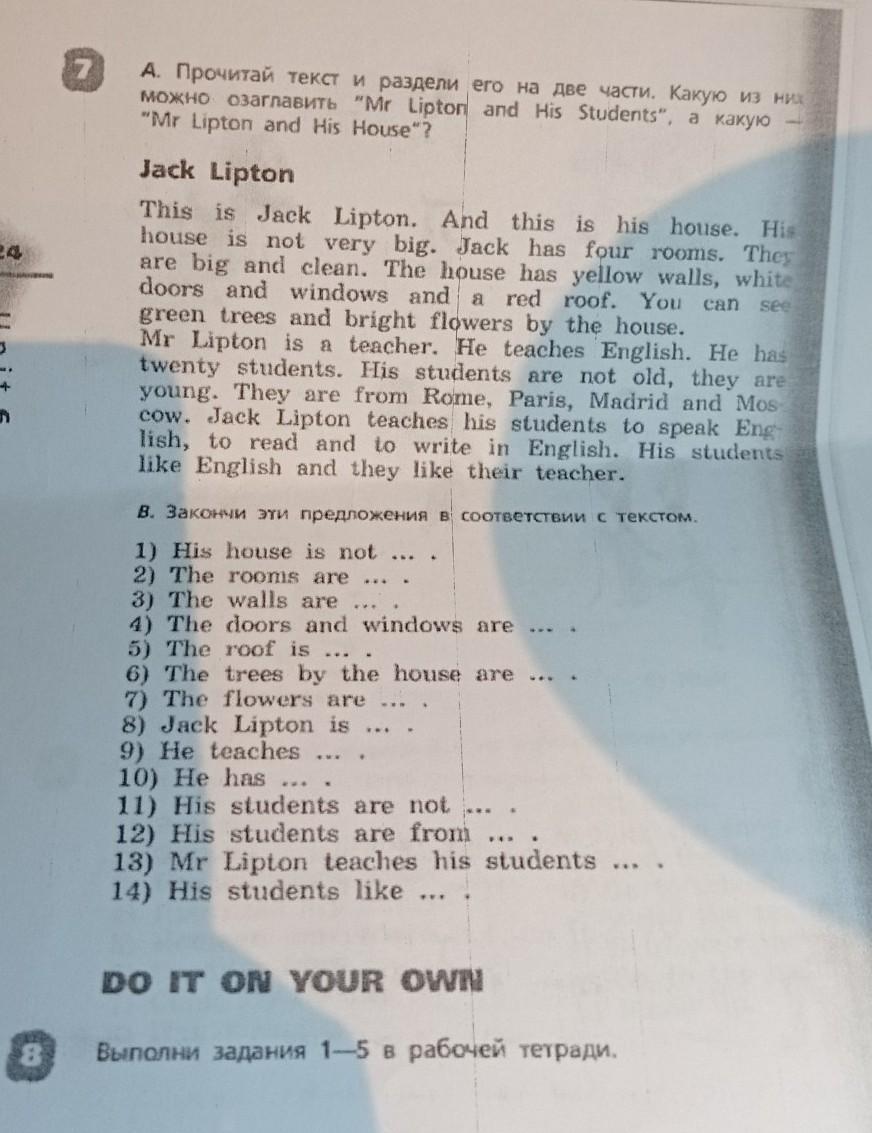 7
А. Прочитай текст и раздели его на две части. Какую из них
можно озаглавить "Mr Lipton and His Students", а какую —
"Mr Lipton and His House"?
Jack Lipton
This is Jack Lipton. And this is his house. His
house is not very big. Jack has four rooms. They
are big and clean. The house has yellow walls, white
doors and windows and a red roof. You can see
green trees and bright flowers by the house.
Mr Lipton is a teacher. He teaches English. He has
twenty students. His students are not old, they are
young. They are from Rome, Paris, Madrid and Mos-
cow. Jack Lipton teaches his students to speak Eng-
lish, to read and to write in English. His students
like English and they like their teacher.
В. Закончи эти предложения в соответствии с текстом.
1) His house is not ... .
2) The rooms are ... .
3) The walls are ... .
4) The doors and windows are ... .
5) The roof is ... .
6) The trees by the house are ... .
7) The flowers are ... .
8) Jack Lipton is ... .
9) He teaches ... .
10) He has ... .
11) His students are not ... .
12) His students are from ... .
13) Mr Lipton teaches his students ... .
14) His students like ... .
DO IT ON YOUR OWN
8
Выполни задания 1—5 в рабочей тетради.